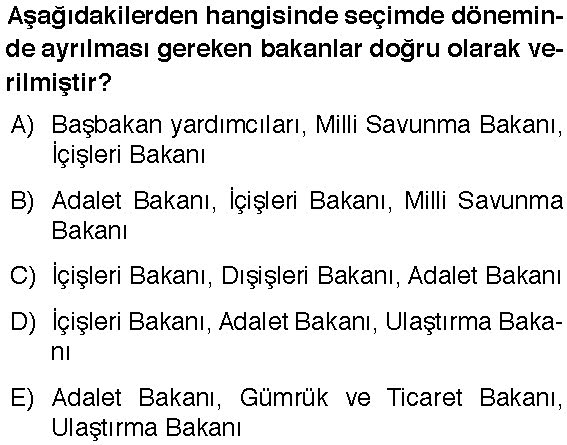 Aşağıdakilerden hangisinde seçimde dönemin-
de ayrılması gereken bakanlar doğru olarak ve-
rilmiştir?
A) Başbakan yardımcıları, Milli Savunma Bakanı,
İçişleri Bakanı
B) Adalet Bakanı, İçişleri Bakanı, Milli Savunma
Bakanı
C) İçişleri Bakanı, Dışişleri Bakanı, Adalet Bakanı
D) İçişleri Bakanı, Adalet Bakanı, Ulaştırma Baka-
nı
E) Adalet Bakanı, Gümrük ve Ticaret Bakanı,
Ulaştırma Bakanı